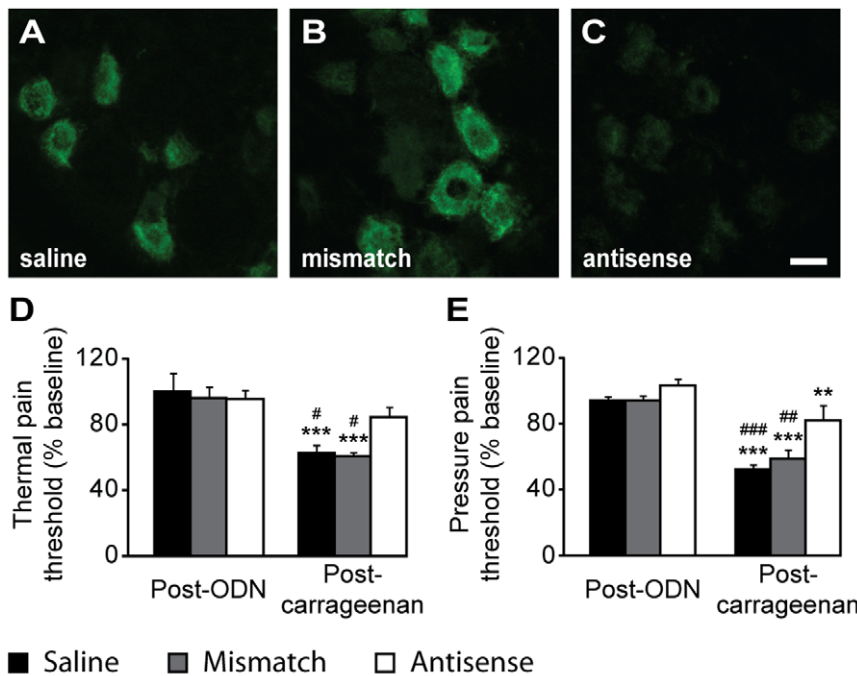 A
B
C
saline
mismatch
antisense
D
Thermal pain
threshold (% baseline)
120
80
40
0
#
***
#
***
Post-ODN
Post-
carrageenan
E
Pressure pain
threshold (% baseline)
120
80
40
0
###
***
##
***
**
Post-ODN
Post-
carrageenan
Saline
Mismatch
Antisense